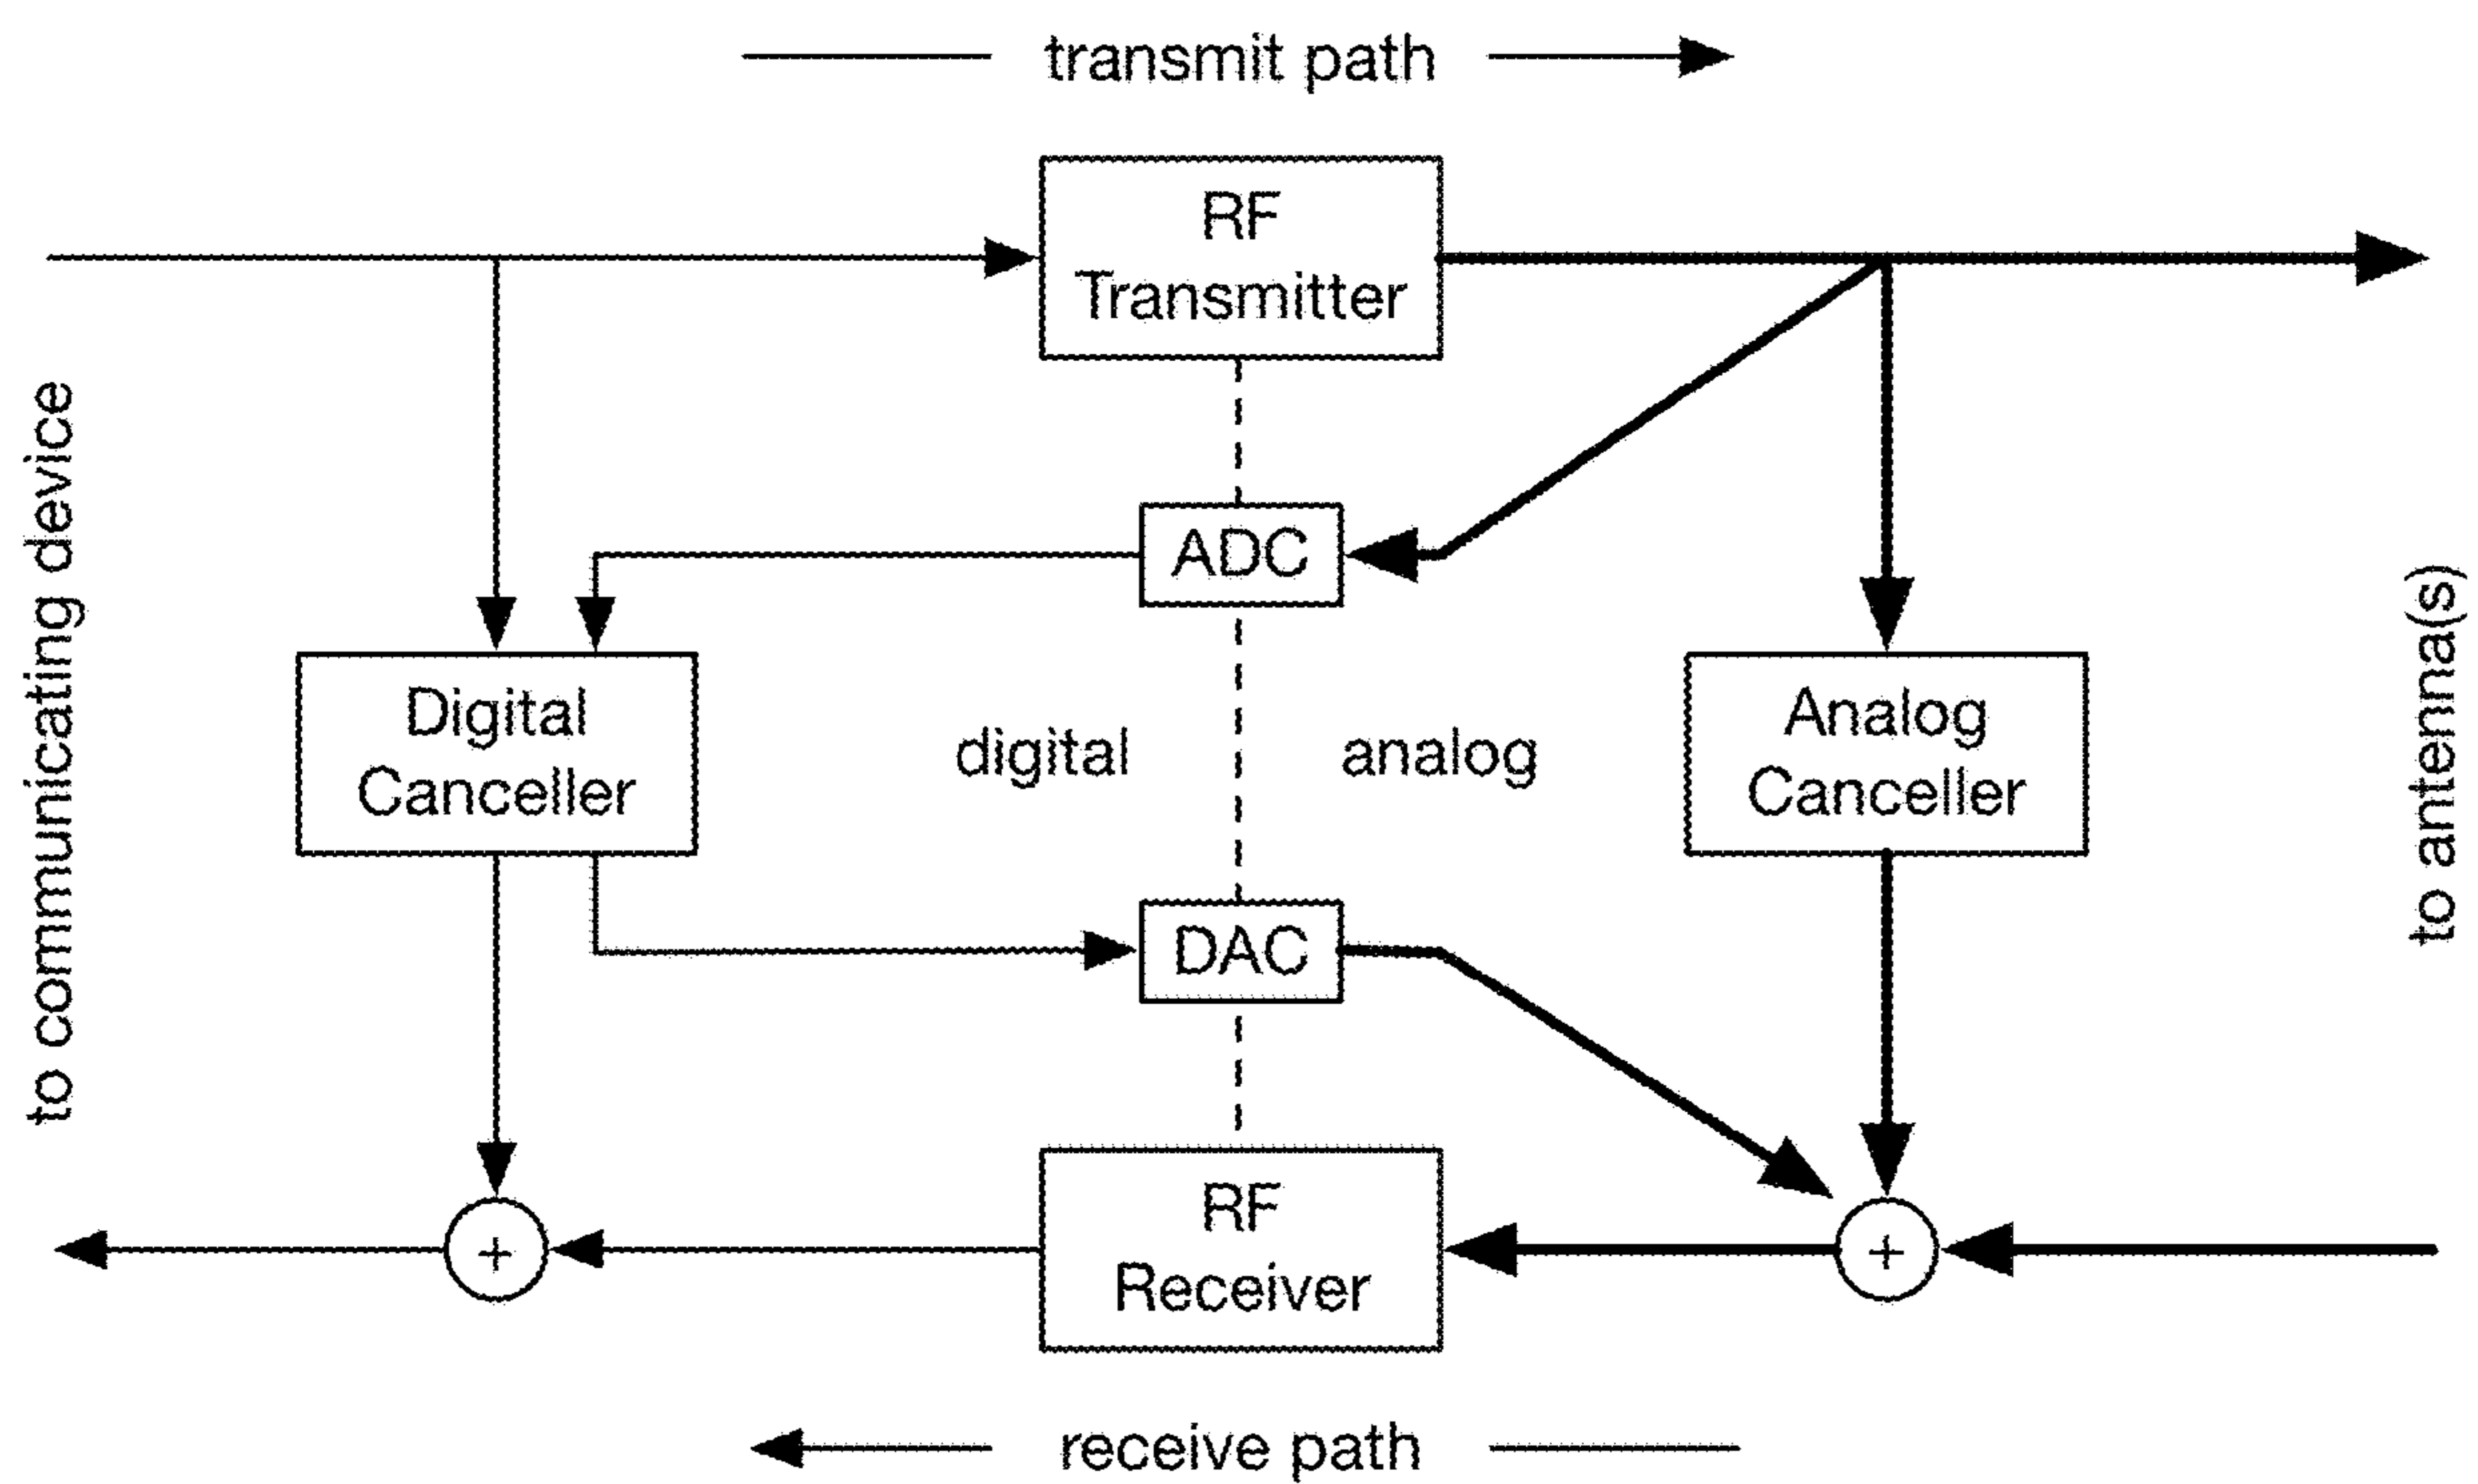 transmit path
RF
Transmitter
to communicating device
ADC
to antenna(s)
Digital
Canceller
digital
analog
Analog
Canceller
DAC
+
RF
Receiver
+
receive path